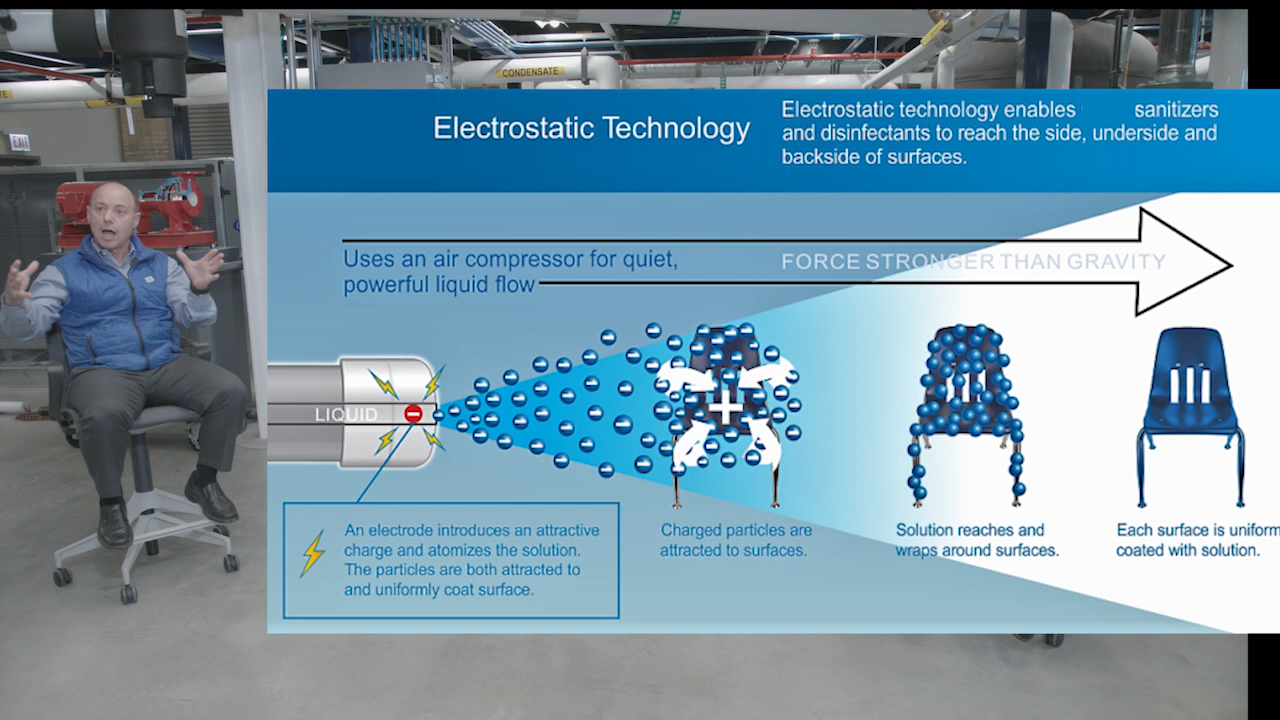 CONDENSATE
TE
EXIT
Electrostatic Technology
Electrostatic technology enables sanitizers
and disinfectants to reach the side, underside and
backside of surfaces.
Uses an air compressor for quiet,
powerful liquid flow
FORCE STRONGER THAN GRAVITY
LIQUID
An electrode introduces an attractive
charge and atomizes the solution.
The particles are both attracted to
and uniformly coat surface.
Charged particles are
attracted to surfaces.
Solution reaches and
wraps around surfaces.
Each surface is uniform
coated with solution.